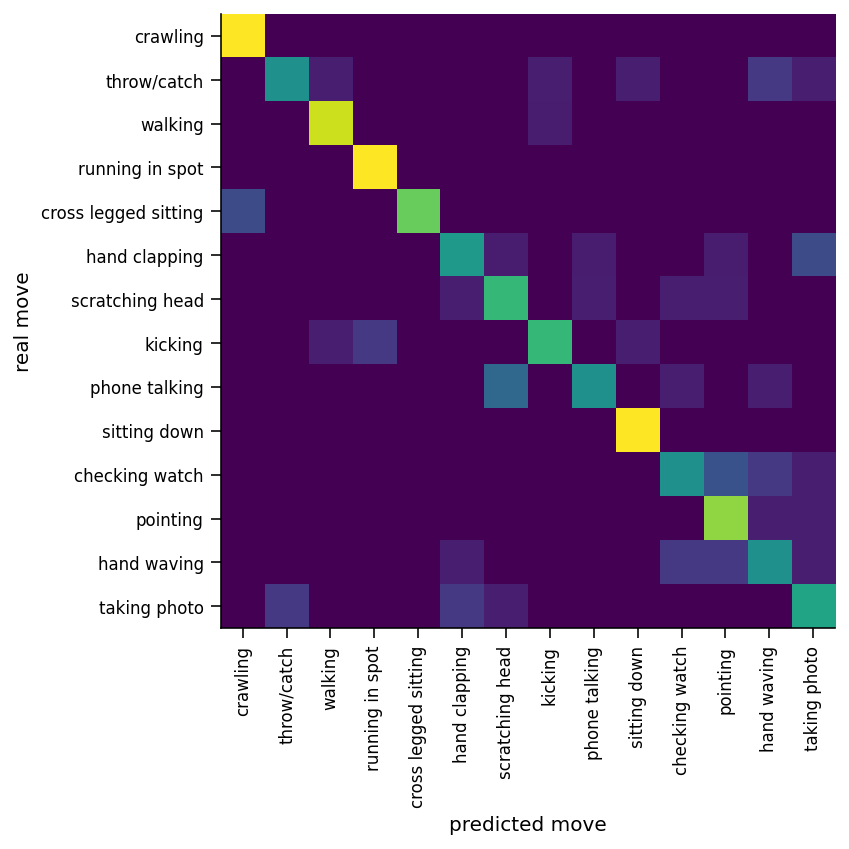 crawling
throw/catch
walking
running in spot
cross legged sitting
hand clapping
scratching head
kicking
phone talking
sitting down
checking watch
pointing
hand waving
taking photo
real move
crawling
throw/catch
walking
running in spot
cross legged sitting
hand clapping
scratching head
kicking
phone talking
sitting down
checking watch
pointing
hand waving
taking photo
predicted move